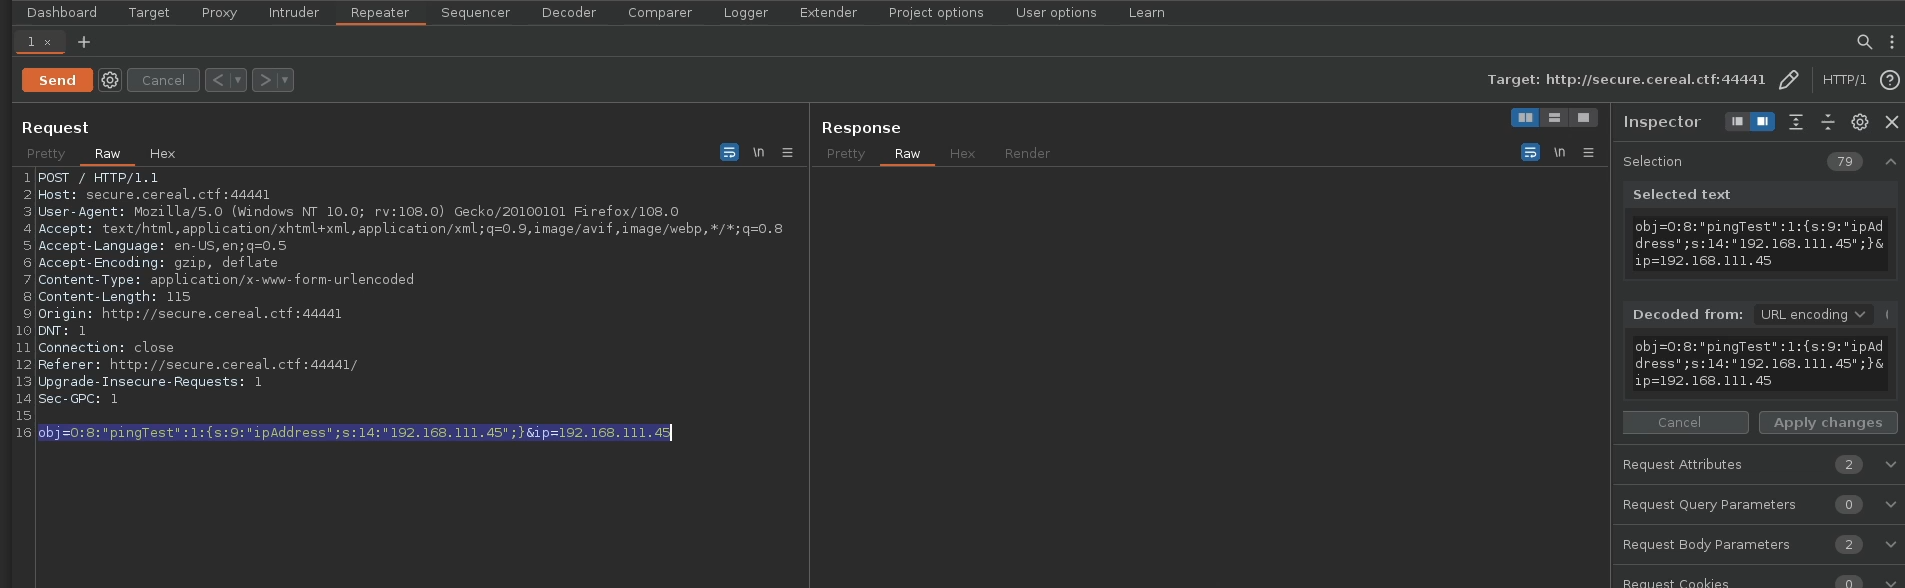 Dashboard Target Proxy Intruder Repeater Sequencer Decoder Comparer Logger Extender Project options User options Learn
1 × +
Send Cancel < > Target: http://secure.cereal.ctf:44441 HTTP/1 ?
Request
Pretty Raw Hex \n
1 POST / HTTP/1.1
2 Host: secure.cereal.ctf:44441
3 User-Agent: Mozilla/5.0 (Windows NT 10.0; rv:108.0) Gecko/20100101 Firefox/108.0
4 Accept: text/html,application/xhtml+xml,application/xml;q=0.9,image/avif,image/webp,*/*;q=0.8
5 Accept-Language: en-US,en;q=0.5
6 Accept-Encoding: gzip, deflate
7 Content-Type: application/x-www-form-urlencoded
8 Content-Length: 115
9 Origin: http://secure.cereal.ctf:44441
10 DNT: 1
11 Connection: close
12 Referer: http://secure.cereal.ctf:44441/
13 Upgrade-Insecure-Requests: 1
14 Sec-GPC: 1
15
16 obj=O:8:"pingTest":1:{s:9:"ipAddress";s:14:"192.168.111.45";}&ip=192.168.111.45
Response
Pretty Raw Hex Render \n
Inspector
Selection 79
Selected text
obj=O:8:"pingTest":1:{s:9:"ipAd
dress";s:14:"192.168.111.45";}&
ip=192.168.111.45
Decoded from: URL encoding
obj=O:8:"pingTest":1:{s:9:"ipAd
dress";s:14:"192.168.111.45";}&
ip=192.168.111.45
Cancel Apply changes
Request Attributes 2
Request Query Parameters 0
Request Body Parameters 2
Request Cookies 0